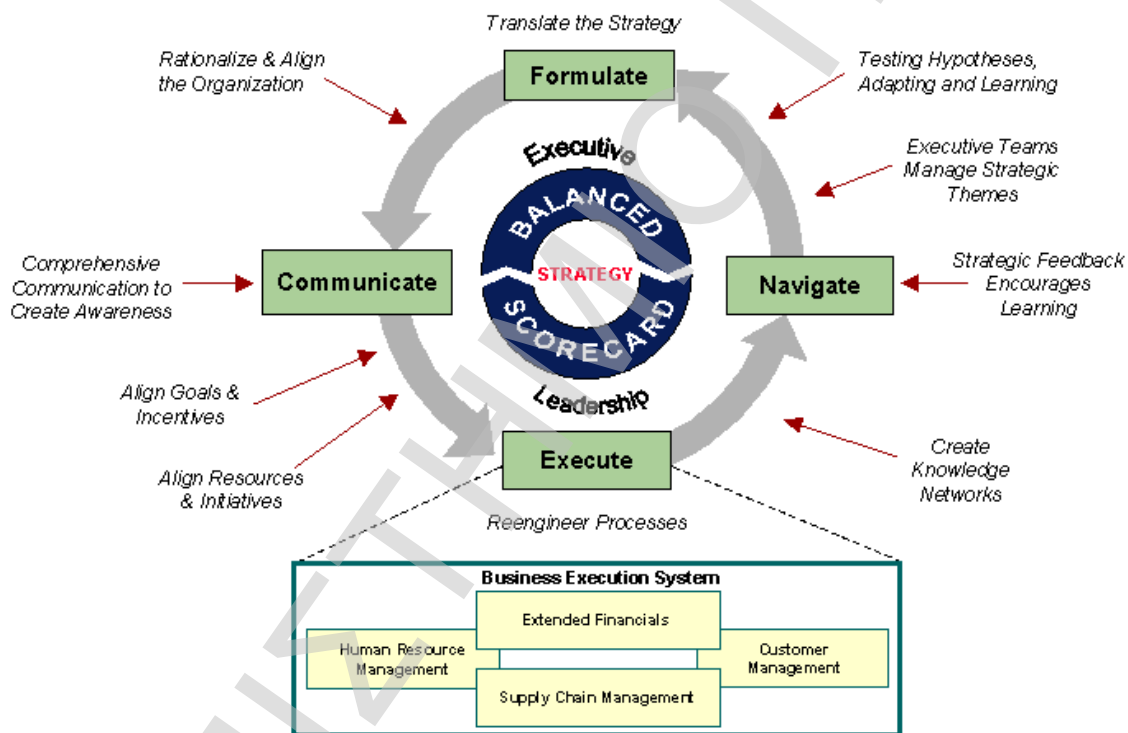 Translate the Strategy
Formulate
Rationalize & Align
the Organization
Testing Hypotheses,
Adapting and Learning
Executive
BALANCED
STRATEGY
SCORECARD
Leadership
Executive Teams
Manage Strategic
Themes
Comprehensive
Communication to
Create Awareness
Communicate
Navigate
Strategic Feedback
Encourages
Learning
Align Goals &
Incentives
Align Resources
& Initiatives
Execute
Create
Knowledge
Networks
Reengineer Processes
Business Execution System
Extended Financials
Human Resource
Management
Customer
Management
Supply Chain Management